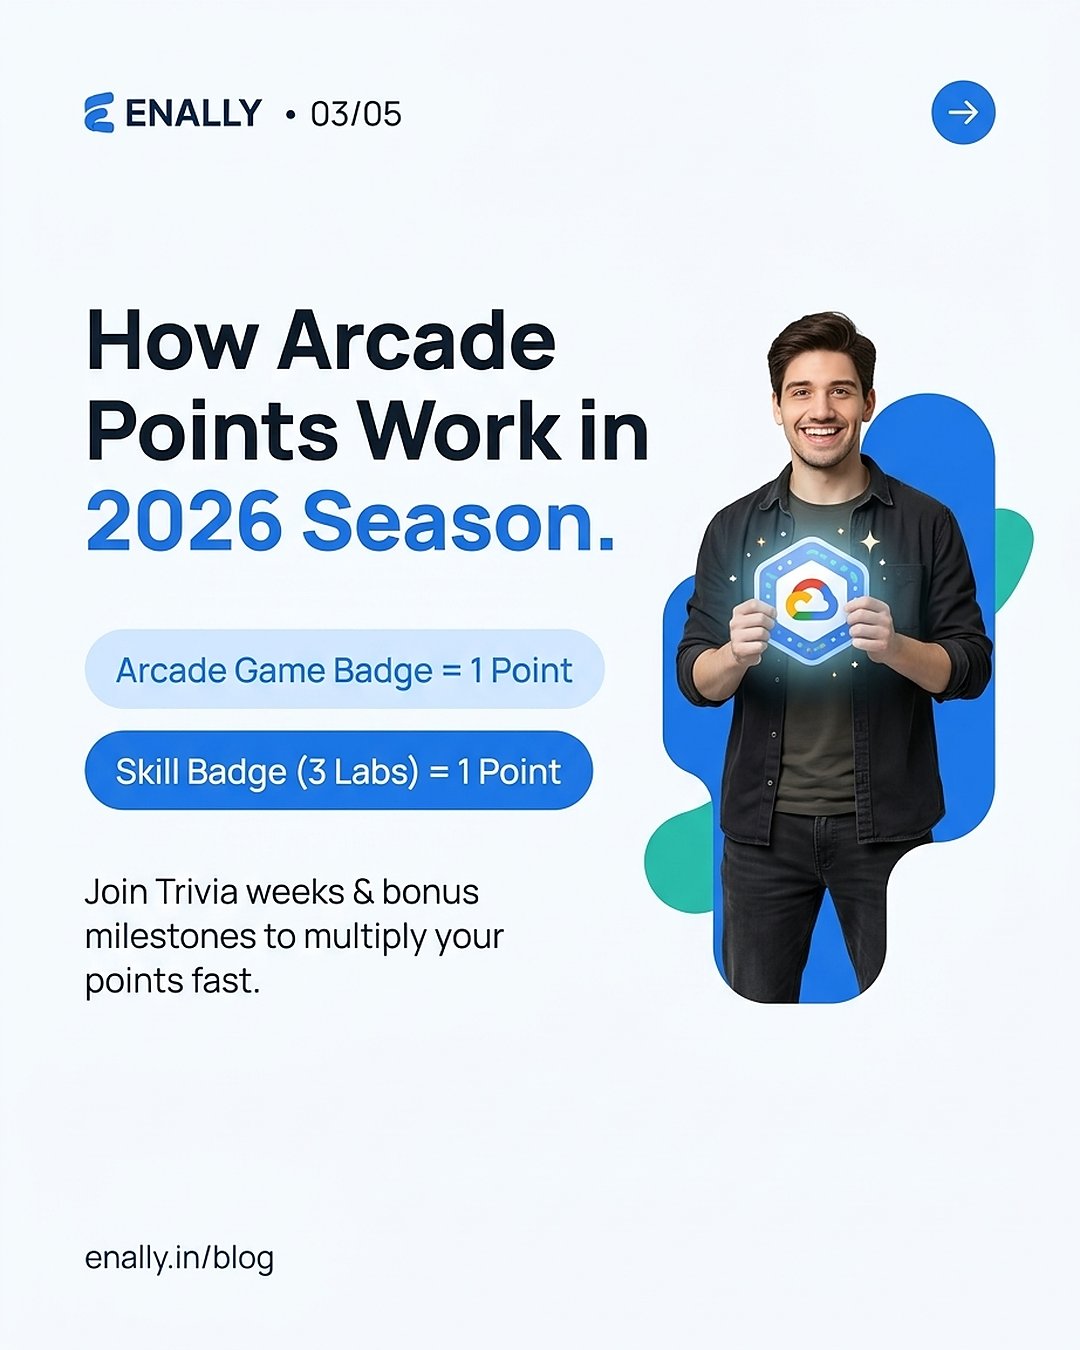 ENALLY • 03/05
How Arcade
Points Work in
2026 Season.
Arcade Game Badge = 1 Point
Skill Badge (3 Labs) = 1 Point
Join Trivia weeks & bonus
milestones to multiply your
points fast.
enally.in/blog